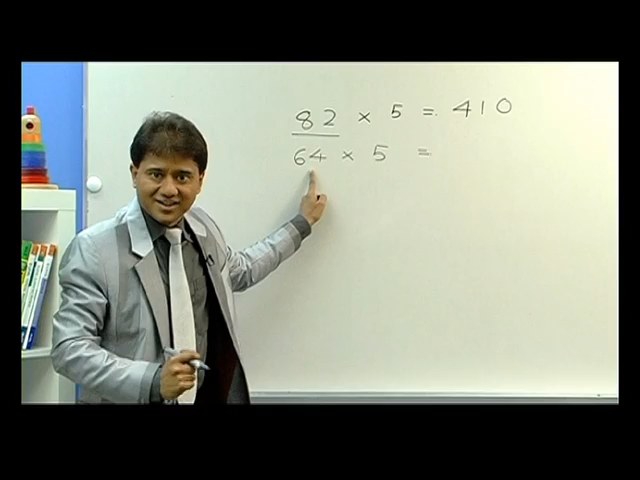 82 × 5 = 410
64 × 5 =